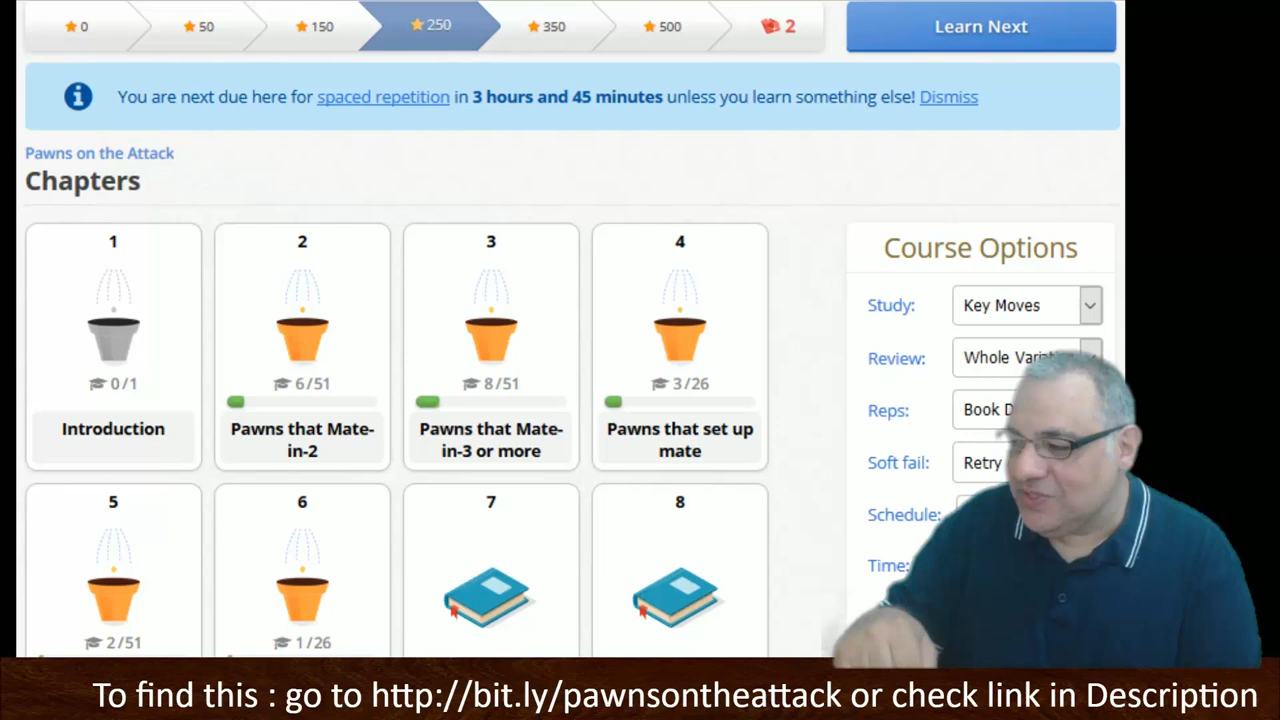 0
50
150
250
350
500
2
Learn Next
You are next due here for spaced repetition in 3 hours and 45 minutes unless you learn something else! Dismiss
Pawns on the Attack
Chapters
1
0/1
Introduction
2
6/51
Pawns that Mate-
in-2
3
8/51
Pawns that Mate-
in-3 or more
4
3/26
Pawns that set up
mate
5
2/51
6
1/26
7
8
Course Options
Study: Key Moves
Review: Whole
Reps: Book
Soft fail: Retry
Schedule:
Time:
To find this : go to http://bit.ly/pawnsontheattack or check link in Description